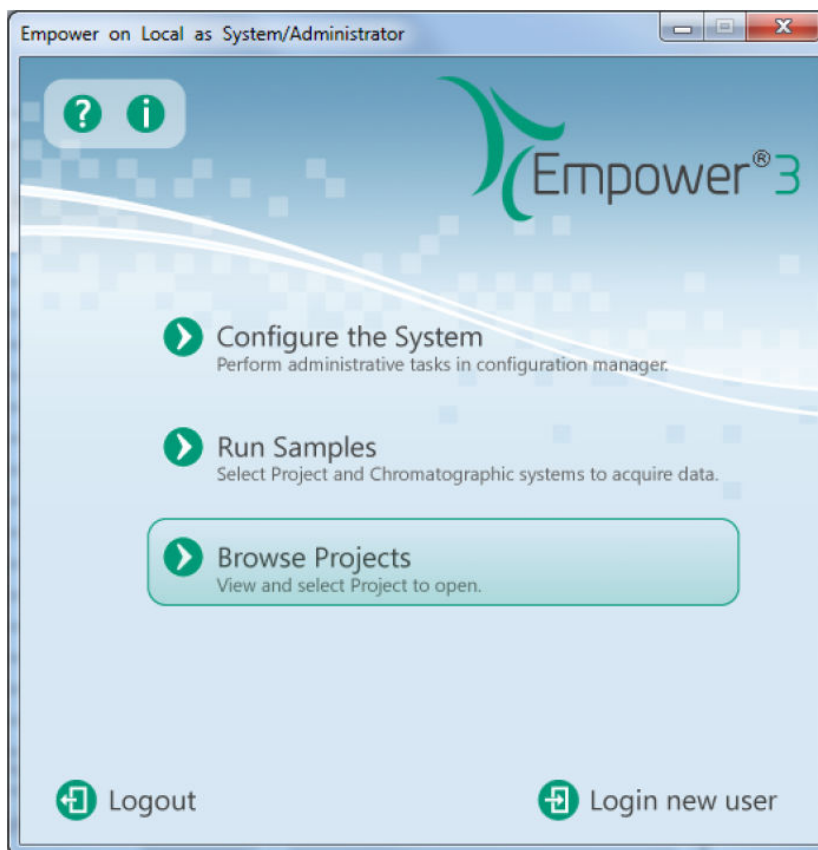 Empower on Local as System/Administrator
? i
Empower®3
Configure the System
Perform administrative tasks in configuration manager.
Run Samples
Select Project and Chromatographic systems to acquire data.
Browse Projects
View and select Project to open.
Logout
Login new user